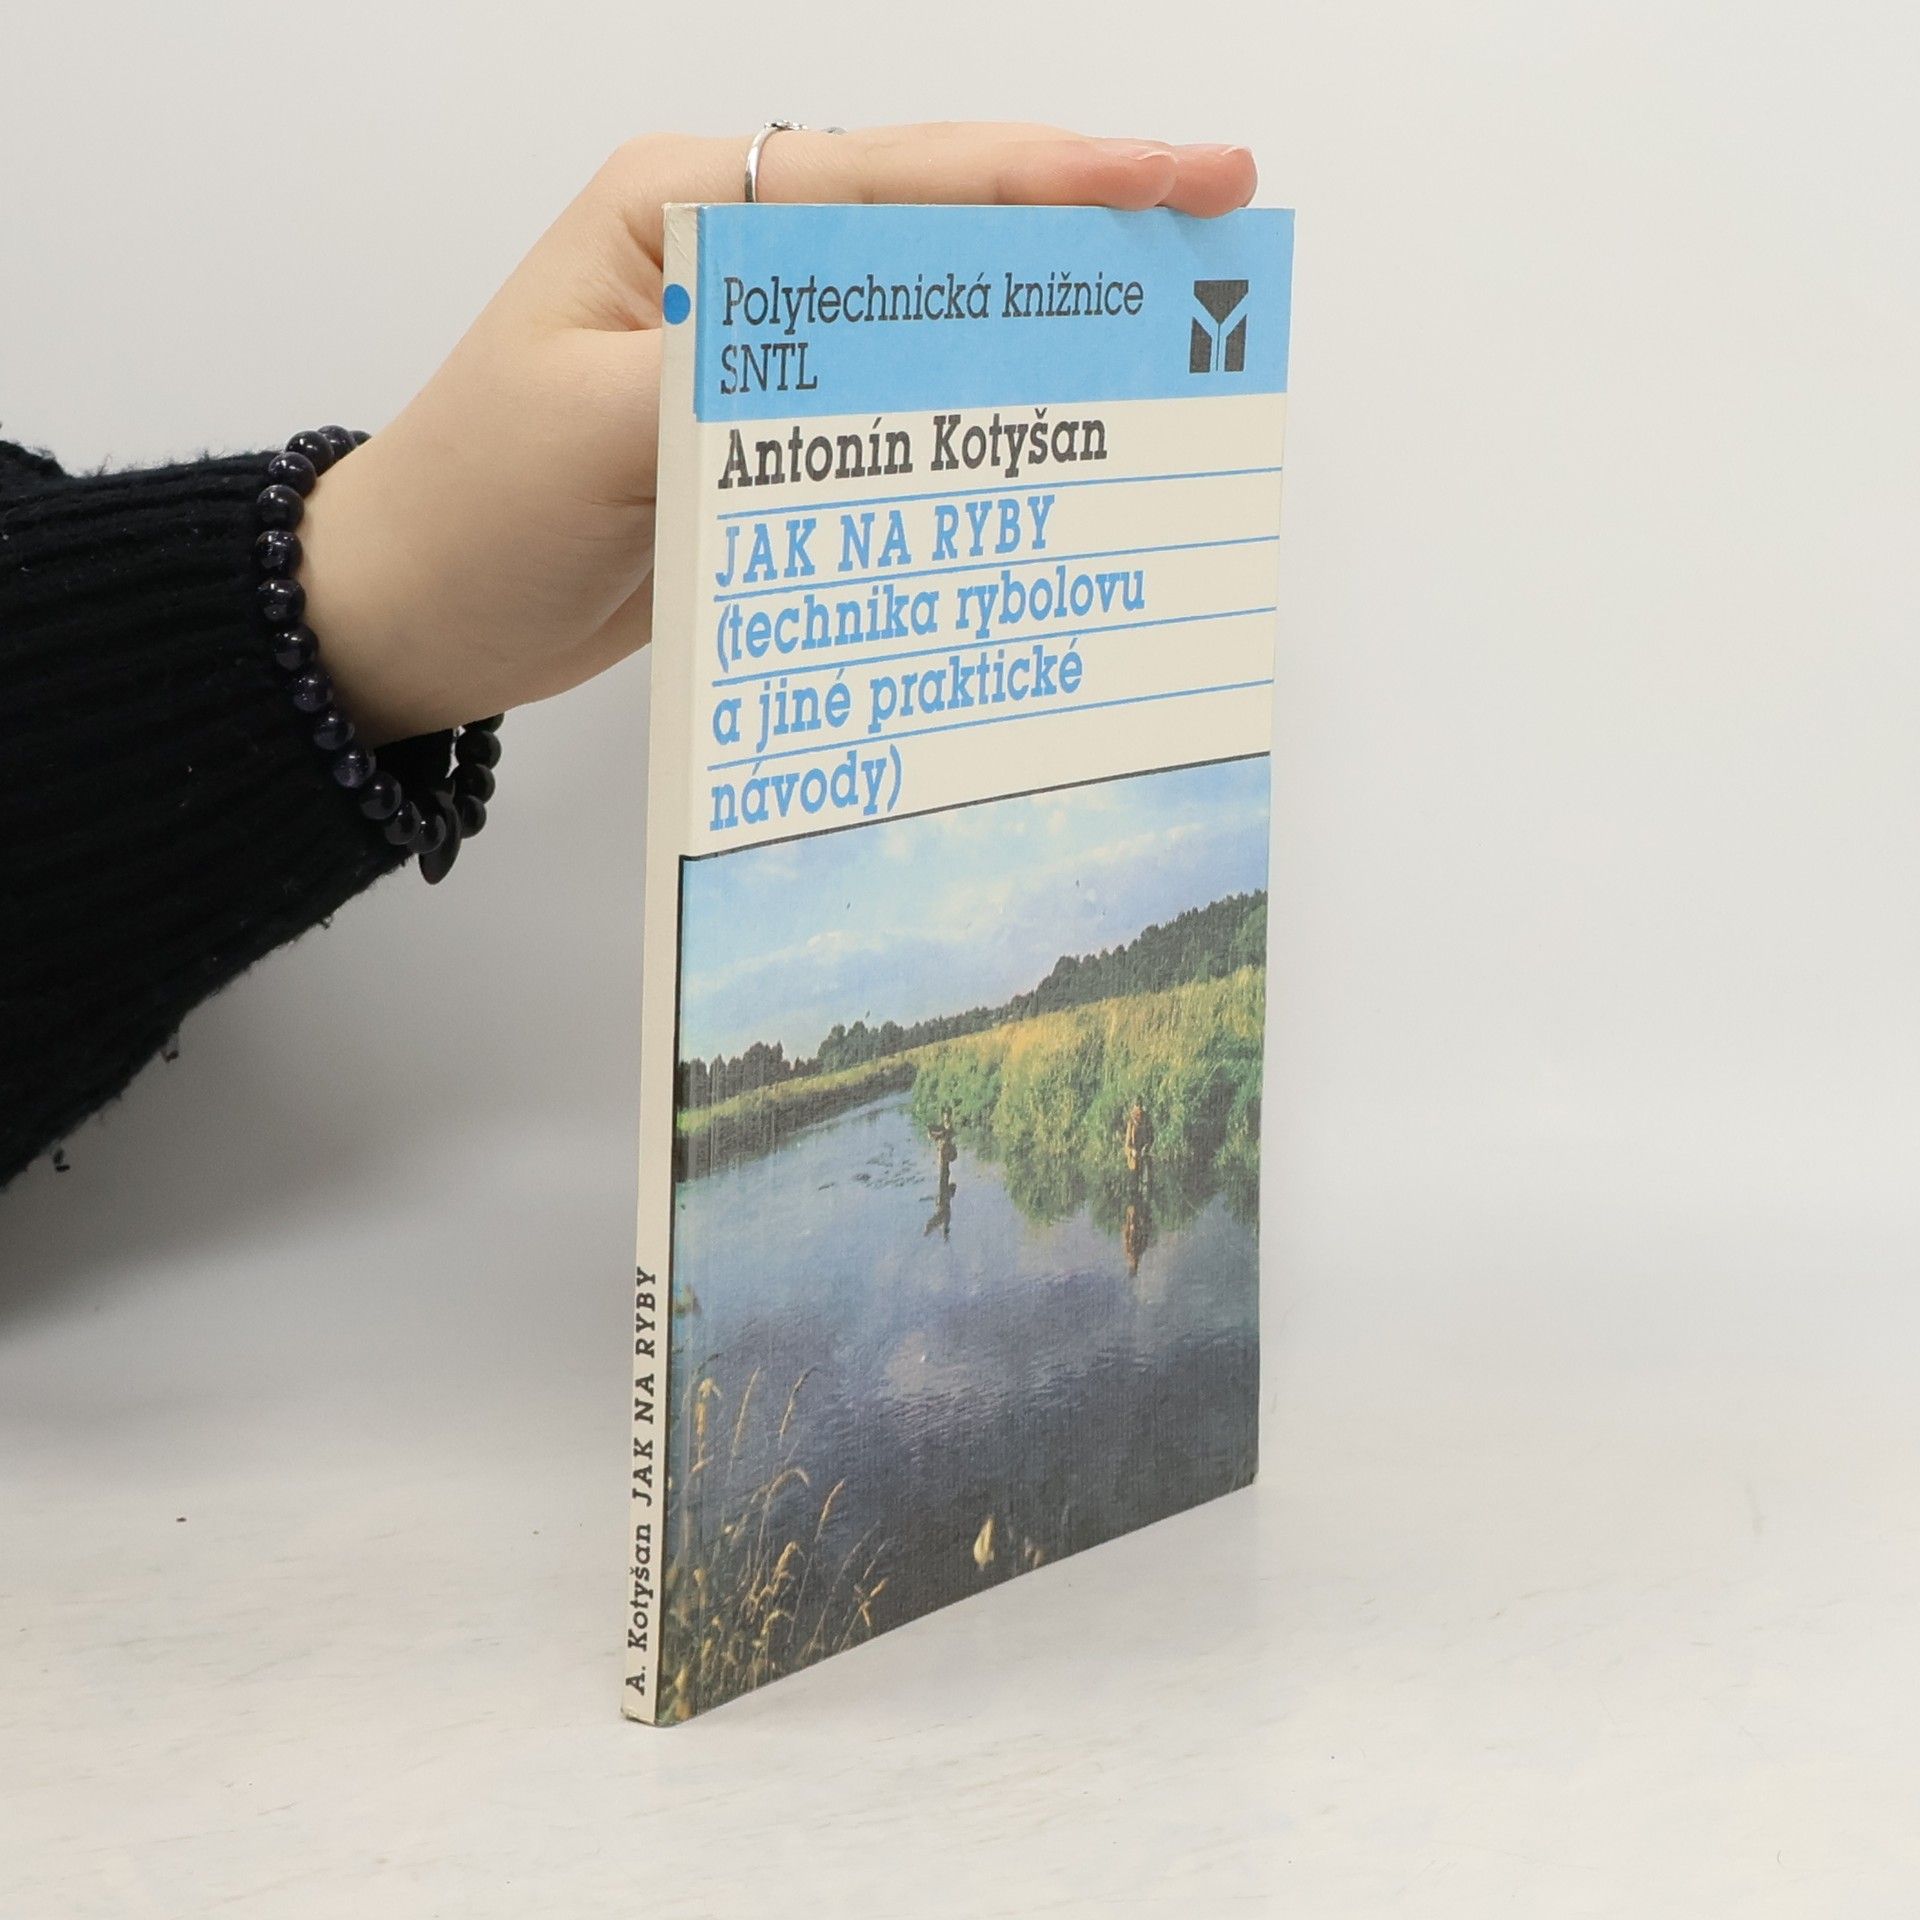 Polytechnická knižnice
SNTL
Antonín Kotyšan
JAK NA RYBY
(technika rybolovu
a jiné praktické
návody)
A. Kotyšan JAK NA RYBY